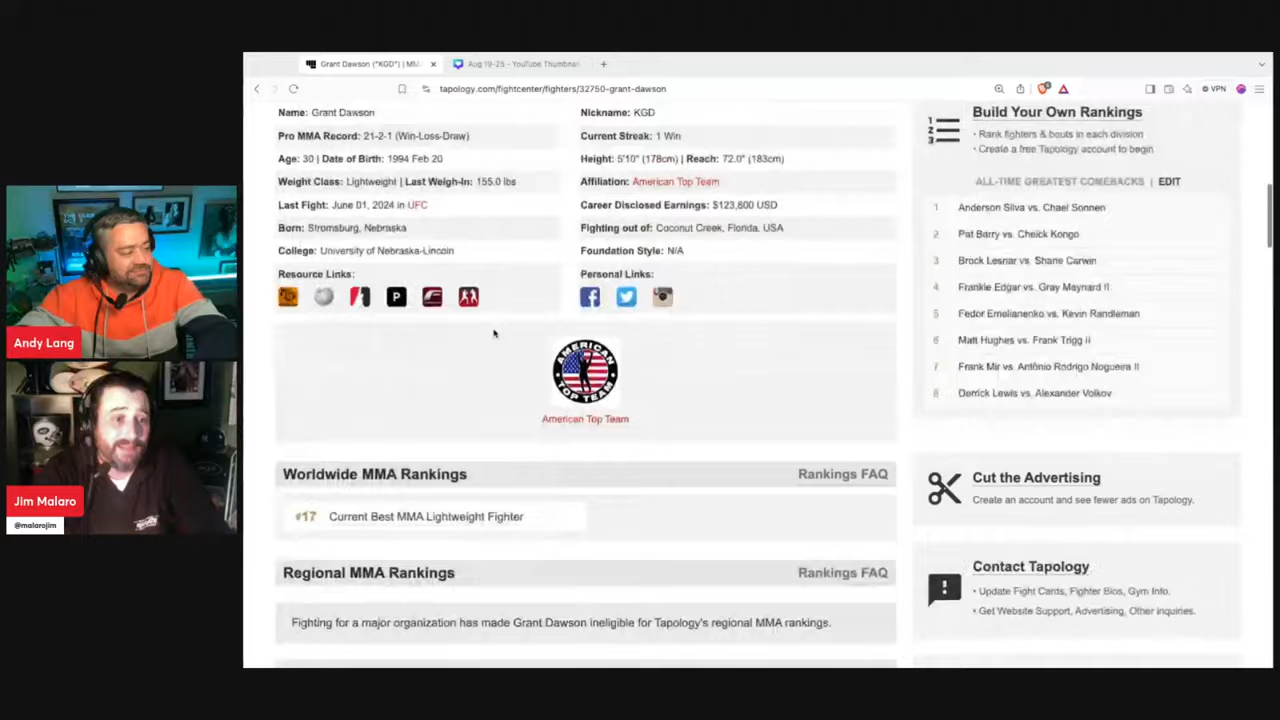 Grant Dawson ("KGD") | MM
Aug 19-25 - YouTube Thumbnai
tapology.com/fightcenter/fighters/32750-grant-dawson
VPN
Name: Grant Dawson
Nickname: KGD
Pro MMA Record: 21-2-1 (Win-Loss-Draw)
Current Streak: 1 Win
Age: 30 | Date of Birth: 1994 Feb 20
Height: 5'10" (178cm) | Reach: 72.0" (183cm)
Weight Class: Lightweight | Last Weigh-In: 155.0 lbs
Affiliation: American Top Team
Last Fight: June 01, 2024 in UFC
Career Disclosed Earnings: $123,600 USD
Born: Stromsburg, Nebraska
Fighting out of: Coconut Creek, Florida, USA
College: University of Nebraska-Lincoln
Foundation Style: N/A
Resource Links:
Personal Links:
P
AMERICAN
TOP TEAM
American Top Team
Worldwide MMA Rankings
Rankings FAQ
#17 Current Best MMA Lightweight Fighter
Regional MMA Rankings
Rankings FAQ
Fighting for a major organization has made Grant Dawson ineligible for Tapology's regional MMA rankings.
1
2
3
Build Your Own Rankings
• Rank fighters & bouts in each division
• Create a free Tapology account to begin
ALL-TIME GREATEST COMEBACKS | EDIT
1 Anderson Silva vs. Chael Sonnen
2 Pat Barry vs. Cheick Kongo
3 Brock Lesnar vs. Shane Carwin
4 Frankie Edgar vs. Gray Maynard II
5 Fedor Emelianenko vs. Kevin Randleman
6 Matt Hughes vs. Frank Trigg II
7 Frank Mir vs. Antônio Rodrigo Nogueira II
8 Derrick Lewis vs. Alexander Volkov
Cut the Advertising
Create an account and see fewer ads on Tapology.
Contact Tapology
• Update Fight Cards, Fighter Bios, Gym Info.
• Get Website Support, Advertising, Other inquiries.
Andy Lang
Jim Malaro
@malarojim